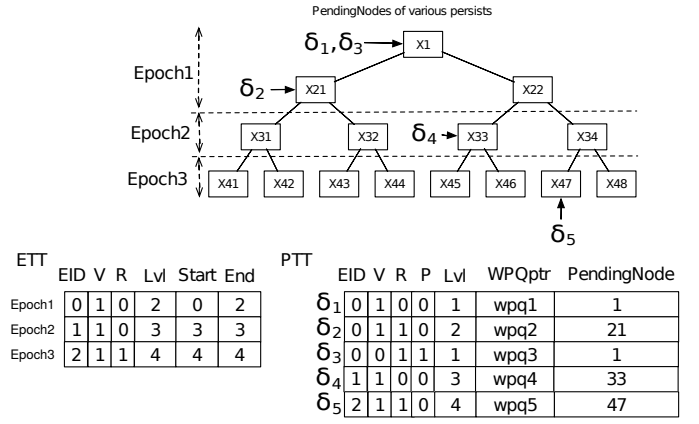 PendingNodes of various persists
δ1,δ3 X1
Epoch1
δ2 X21 X22
Epoch2 X31 X32 δ4 X33 X34
Epoch3 X41 X42 X43 X44 X45 X46 X47 X48
δ5
ETT
EID V R Lvl Start End
Epoch1 0 1 0 2 0 2
Epoch2 1 1 0 3 3 3
Epoch3 2 1 1 4 4 4
PTT
EID V R P Lvl WPQptr PendingNode
δ1 0 1 0 0 1 wpq1 1
δ2 0 1 1 0 2 wpq2 21
δ3 0 0 1 1 1 wpq3 1
δ4 1 1 0 0 3 wpq4 33
δ5 2 1 1 0 4 wpq5 47